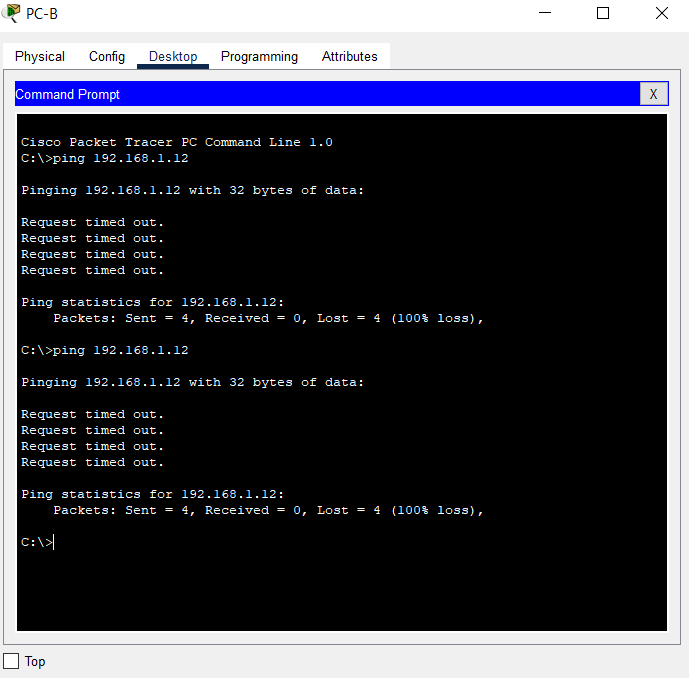 PC-B
Physical Config Desktop Programming Attributes
Command Prompt X
Cisco Packet Tracer PC Command Line 1.0
C:\>ping 192.168.1.12
Pinging 192.168.1.12 with 32 bytes of data:
Request timed out.
Request timed out.
Request timed out.
Request timed out.
Ping statistics for 192.168.1.12:
    Packets: Sent = 4, Received = 0, Lost = 4 (100% loss),
C:\>ping 192.168.1.12
Pinging 192.168.1.12 with 32 bytes of data:
Request timed out.
Request timed out.
Request timed out.
Request timed out.
Ping statistics for 192.168.1.12:
    Packets: Sent = 4, Received = 0, Lost = 4 (100% loss),
C:\>
Top